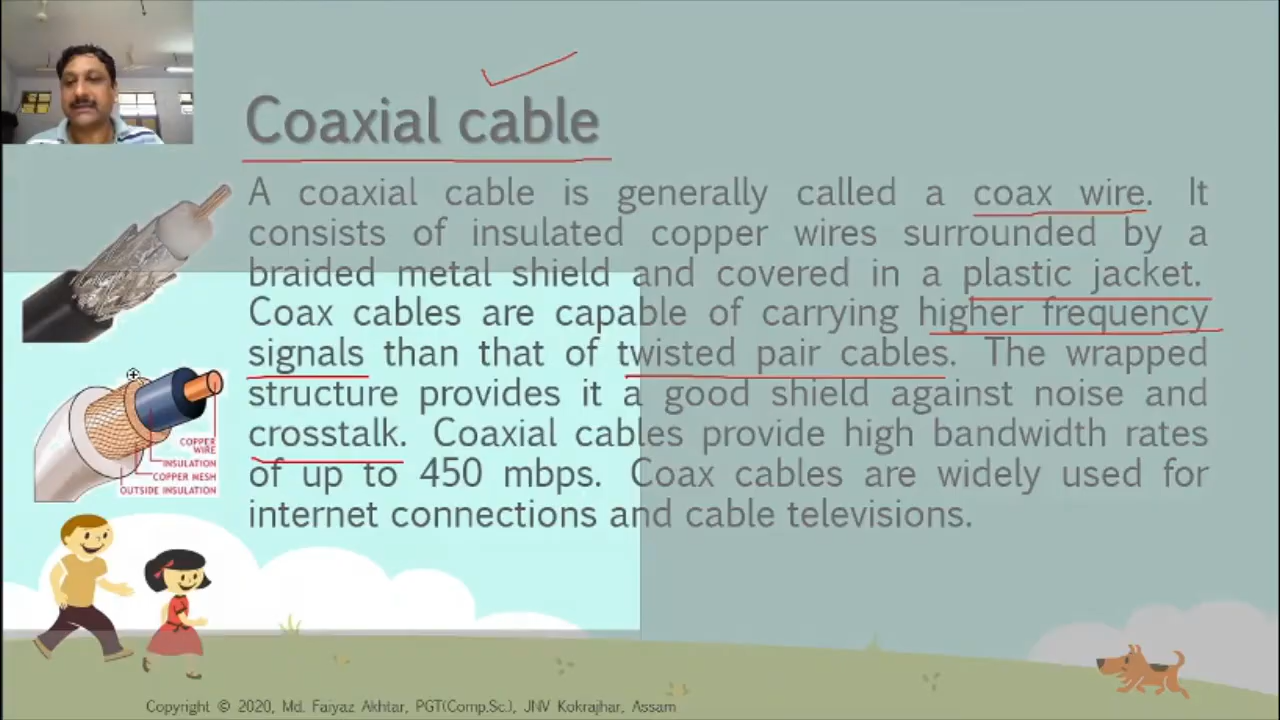 Coaxial cable
A coaxial cable is generally called a coax wire. It
consists of insulated copper wires surrounded by a
braided metal shield and covered in a plastic jacket.
Coax cables are capable of carrying higher frequency
signals than that of twisted pair cables. The wrapped
structure provides it a good shield against noise and
crosstalk. Coaxial cables provide high bandwidth rates
of up to 450 mbps. Coax cables are widely used for
internet connections and cable televisions.
COPPER
WIRE
INSULATION
COPPER MESH
OUTSIDE INSULATION
Copyright © 2020, Md. Faiyaz Akhtar, PGT(Comp.Sc.), JNV Kokrajhar, Assam